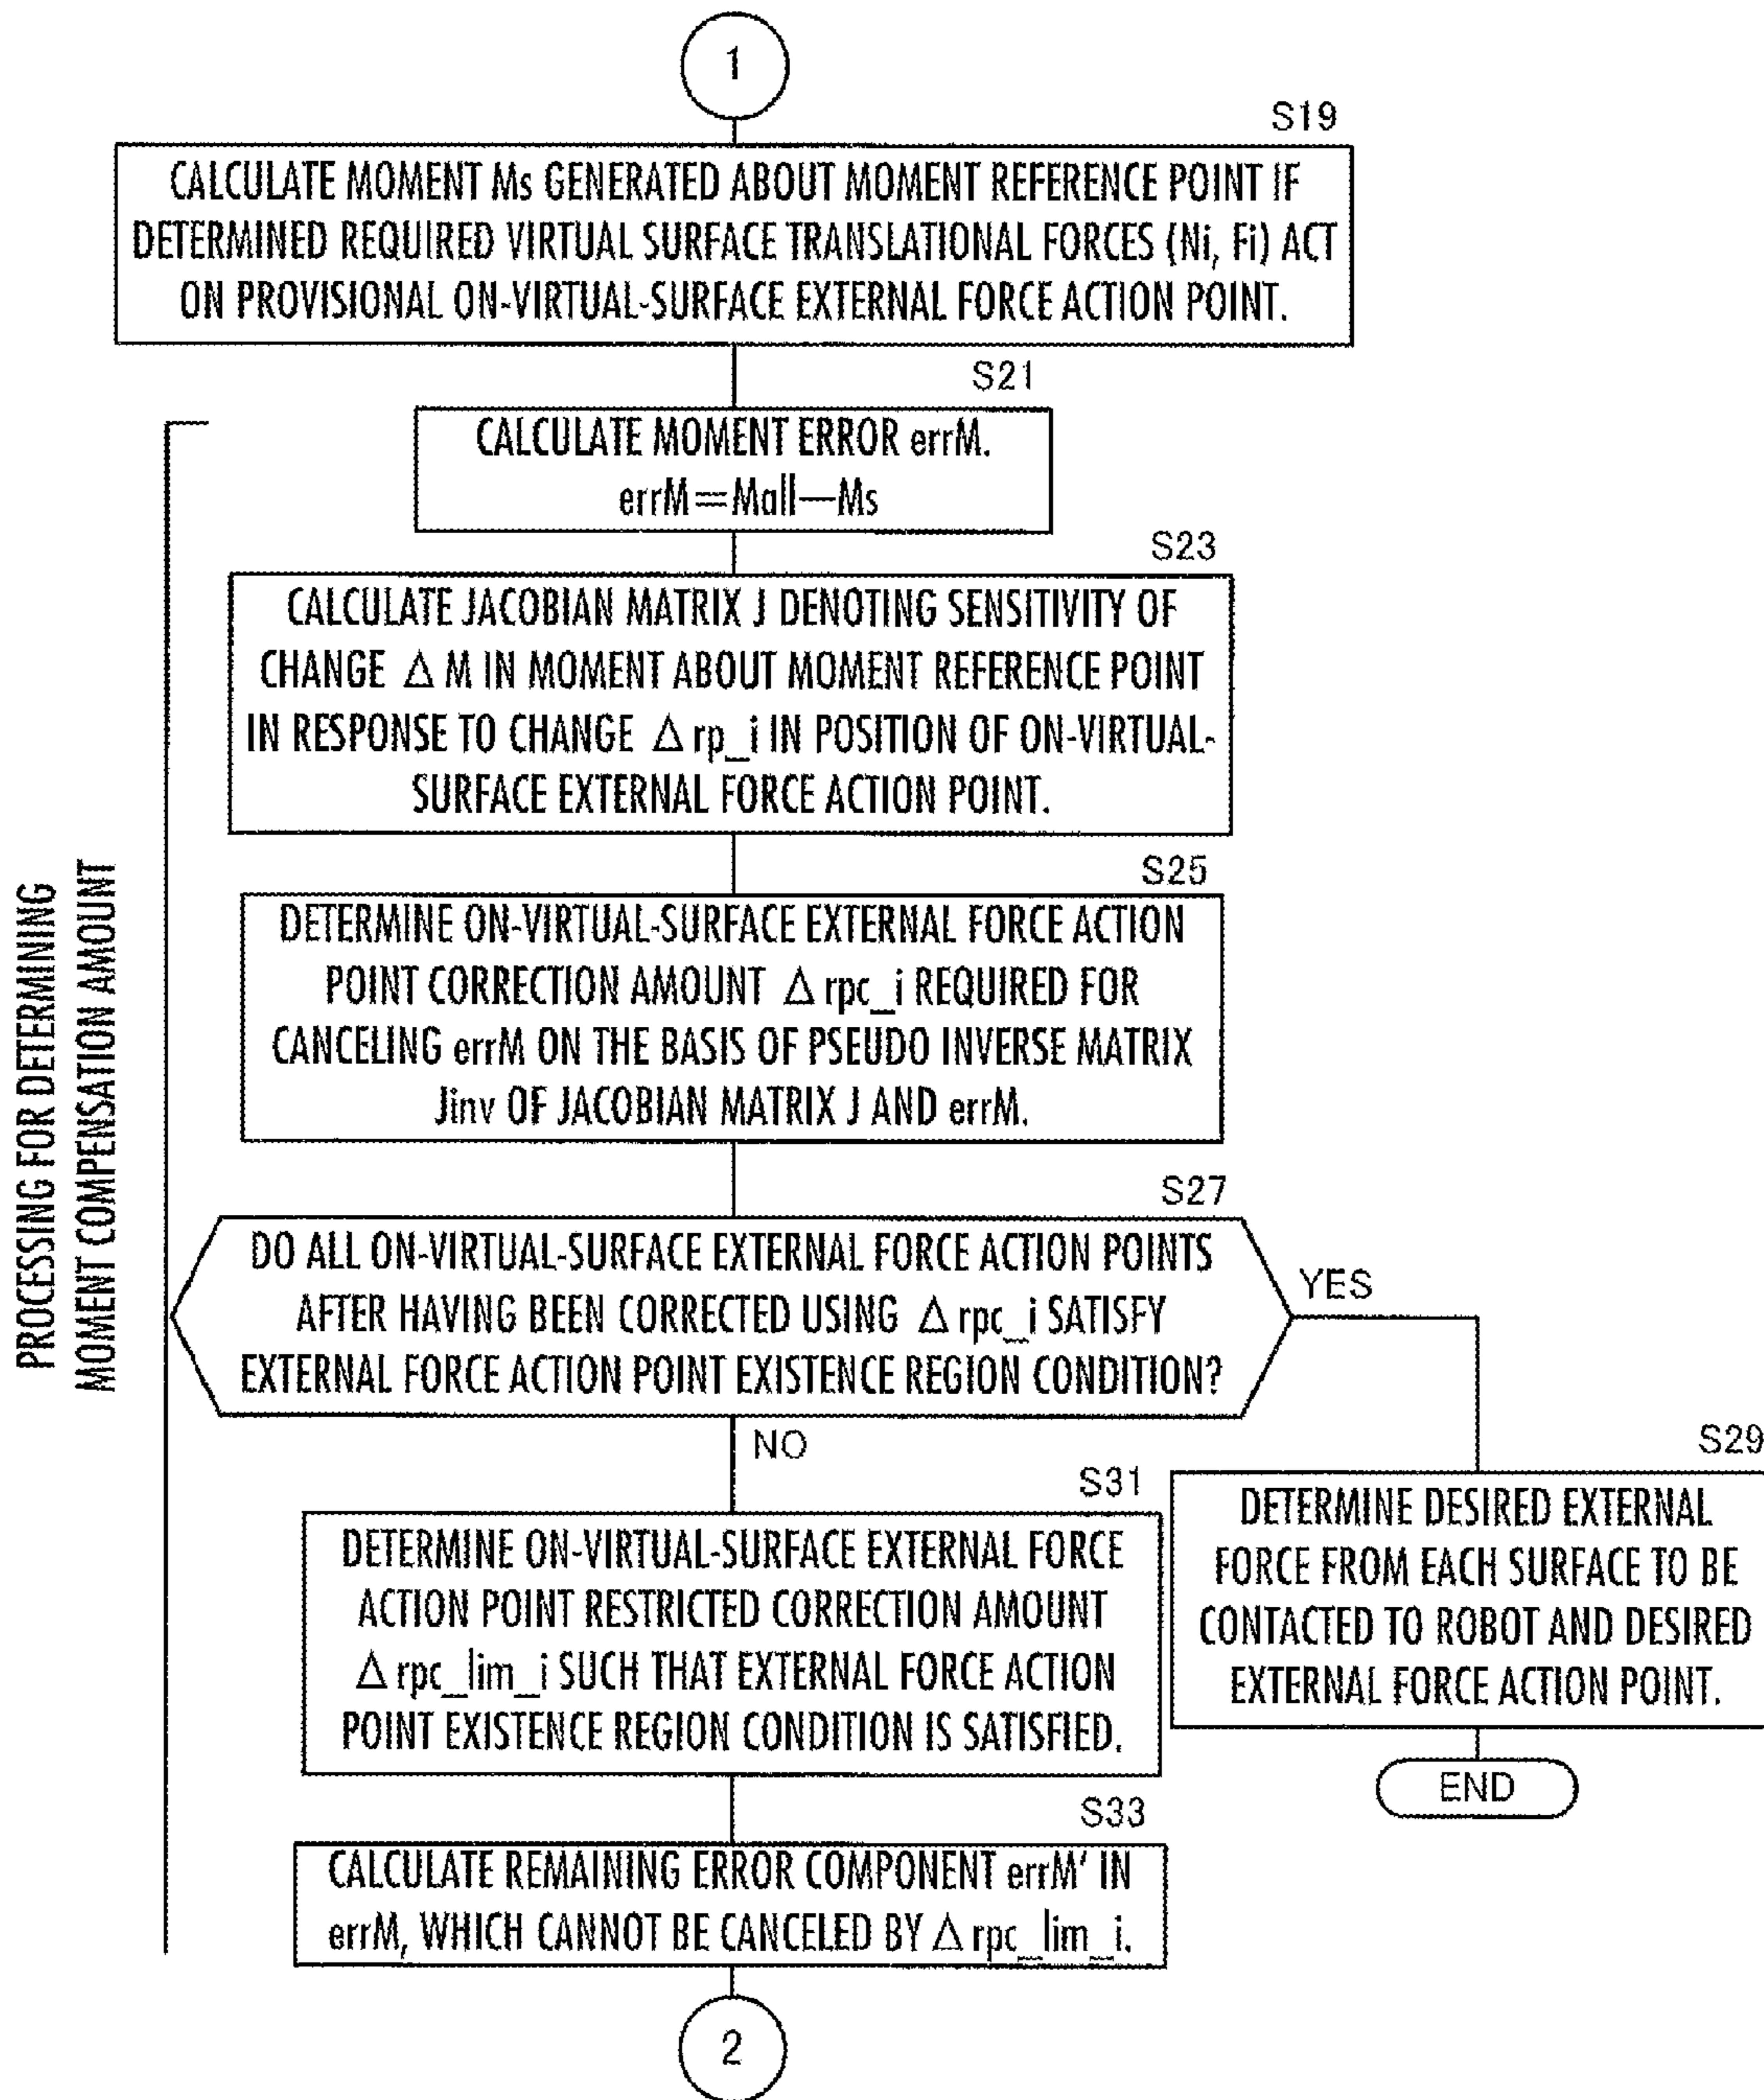 1
S19
CALCULATE MOMENT Ms GENERATED ABOUT MOMENT REFERENCE POINT IF
DETERMINED REQUIRED VIRTUAL SURFACE TRANSLATIONAL FORCES (Ni, Fi) ACT
ON PROVISIONAL ON-VIRTUAL-SURFACE EXTERNAL FORCE ACTION POINT.
S21
CALCULATE MOMENT ERROR errM.
errM=Mall—Ms
S23
CALCULATE JACOBIAN MATRIX J DENOTING SENSITIVITY OF
CHANGE △ M IN MOMENT ABOUT MOMENT REFERENCE POINT
IN RESPONSE TO CHANGE △ rp_i IN POSITION OF ON-VIRTUAL-
SURFACE EXTERNAL FORCE ACTION POINT.
PROCESSING FOR DETERMINING
MOMENT COMPENSATION AMOUNT
S25
DETERMINE ON-VIRTUAL-SURFACE EXTERNAL FORCE ACTION
POINT CORRECTION AMOUNT △ rpc_i REQUIRED FOR
CANCELING errM ON THE BASIS OF PSEUDO INVERSE MATRIX
Jinv OF JACOBIAN MATRIX J AND errM.
S27
DO ALL ON-VIRTUAL-SURFACE EXTERNAL FORCE ACTION POINTS
AFTER HAVING BEEN CORRECTED USING △ rpc_i SATISFY
EXTERNAL FORCE ACTION POINT EXISTENCE REGION CONDITION?
YES
NO
S29
DETERMINE DESIRED EXTERNAL
FORCE FROM EACH SURFACE TO BE
CONTACTED TO ROBOT AND DESIRED
EXTERNAL FORCE ACTION POINT.
END
S31
DETERMINE ON-VIRTUAL-SURFACE EXTERNAL FORCE
ACTION POINT RESTRICTED CORRECTION AMOUNT
△ rpc_lim_i SUCH THAT EXTERNAL FORCE ACTION
POINT EXISTENCE REGION CONDITION IS SATISFIED.
S33
CALCULATE REMAINING ERROR COMPONENT errM' IN
errM, WHICH CANNOT BE CANCELED BY △ rpc_lim_i.
2